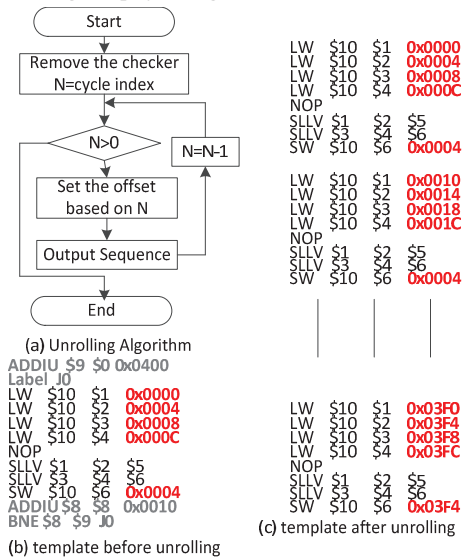 Start
Remove the checker
N=cycle index
N>0
N=N-1
Set the offset
based on N
Output Sequence
End
(a) Unrolling Algorithm
ADDIU $9 $0 0x0400
Label J0
LW $10 $1 0x0000
LW $10 $2 0x0004
LW $10 $3 0x0008
LW $10 $4 0x000C
NOP
SLLV $1 $2 $5
SLLV $3 $4 $6
SW $10 $6 0x0004
ADDIU $8 $8 0x0010
BNE $8 $9 J0
(b) template before unrolling
LW $10 $1 0x0000
LW $10 $2 0x0004
LW $10 $3 0x0008
LW $10 $4 0x000C
NOP
SLLV $1 $2 $5
SLLV $3 $4 $6
SW $10 $6 0x0004
LW $10 $1 0x0010
LW $10 $2 0x0014
LW $10 $3 0x0018
LW $10 $4 0x001C
NOP
SLLV $1 $2 $5
SLLV $3 $4 $6
SW $10 $6 0x0004
LW $10 $1 0x03F0
LW $10 $2 0x03F4
LW $10 $3 0x03F8
LW $10 $4 0x03FC
NOP
SLLV $1 $2 $5
SLLV $3 $4 $6
SW $10 $6 0x03F4
(c) template after unrolling